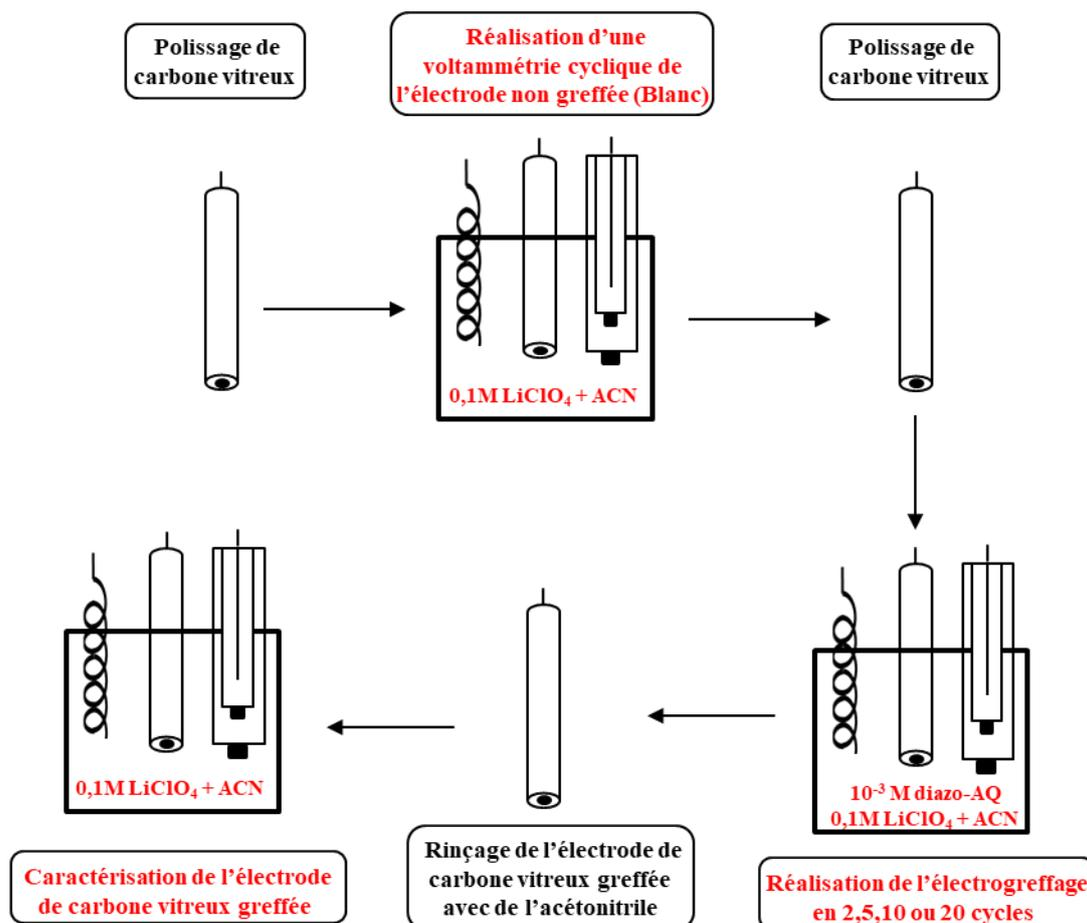 Polissage de
carbone vitreux
Réalisation d’une
voltammétrie cyclique de
l’électrode non greffée (Blanc)
Polissage de
carbone vitreux
0,1M LiClO₄ + ACN
0,1M LiClO₄ + ACN
10⁻³ M diazo-AQ
0,1M LiClO₄ + ACN
Caractérisation de l’électrode
de carbone vitreux greffée
Rinçage de l’électrode de
carbone vitreux greffée
avec de l’acétonitrile
Réalisation de l’électrogreffage
en 2,5,10 ou 20 cycles